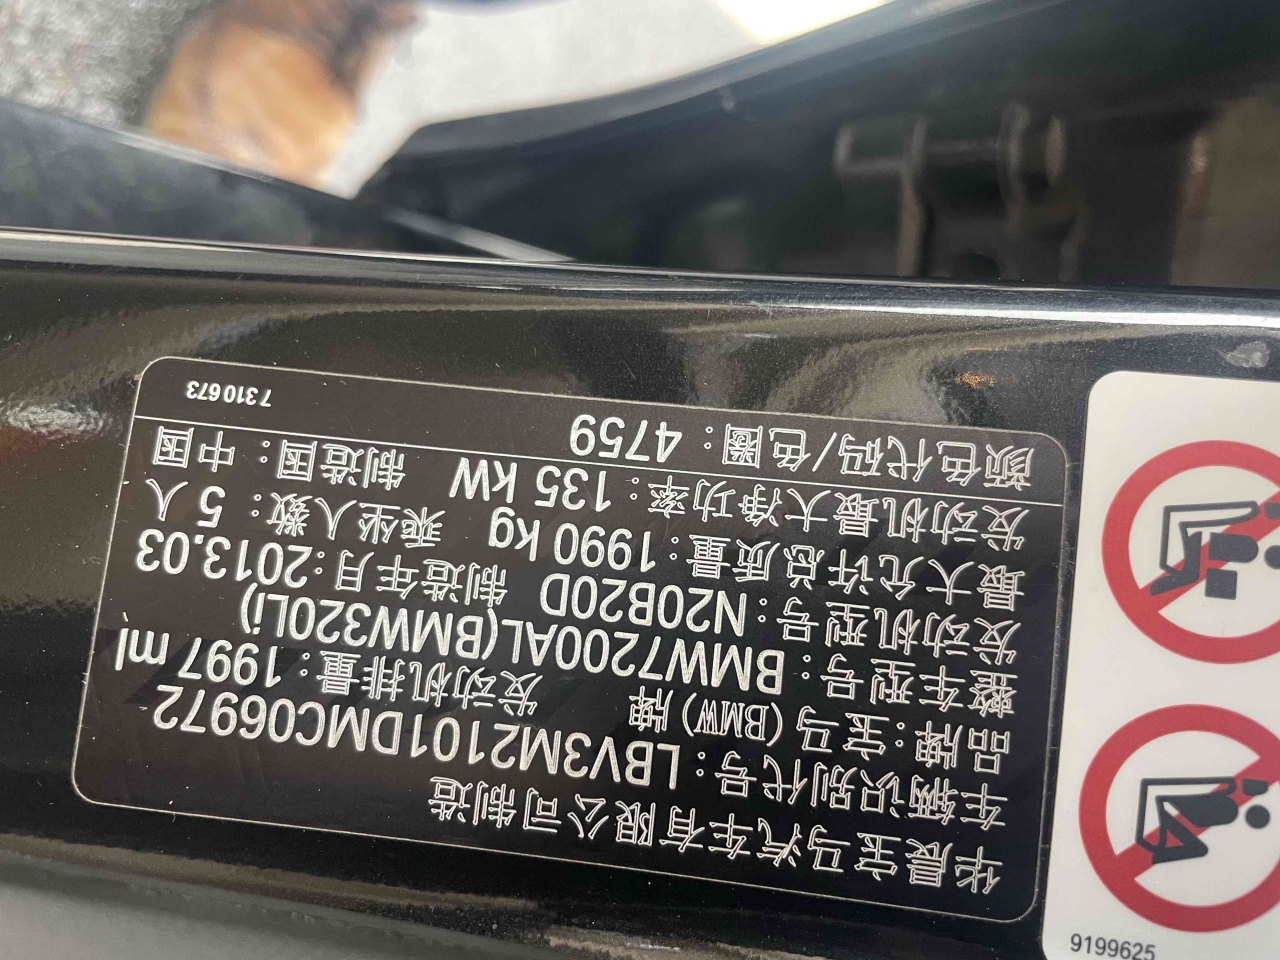 华晨宝马汽车有限公司制造
车辆识别代号：LBV3M2101DMC06972
品牌：宝马（BMW）牌 发动机排量：1997 ml
整车型号：BMW7200AL(BMW320Li)
发动机型号：N20B20D 制造年月：2013.03
最大允许总质量：1990 kg 乘坐人数：5 人
发动机最大净功率：135 kW 制造国：中国
颜色代码/色圈：4759
7310673
9199625